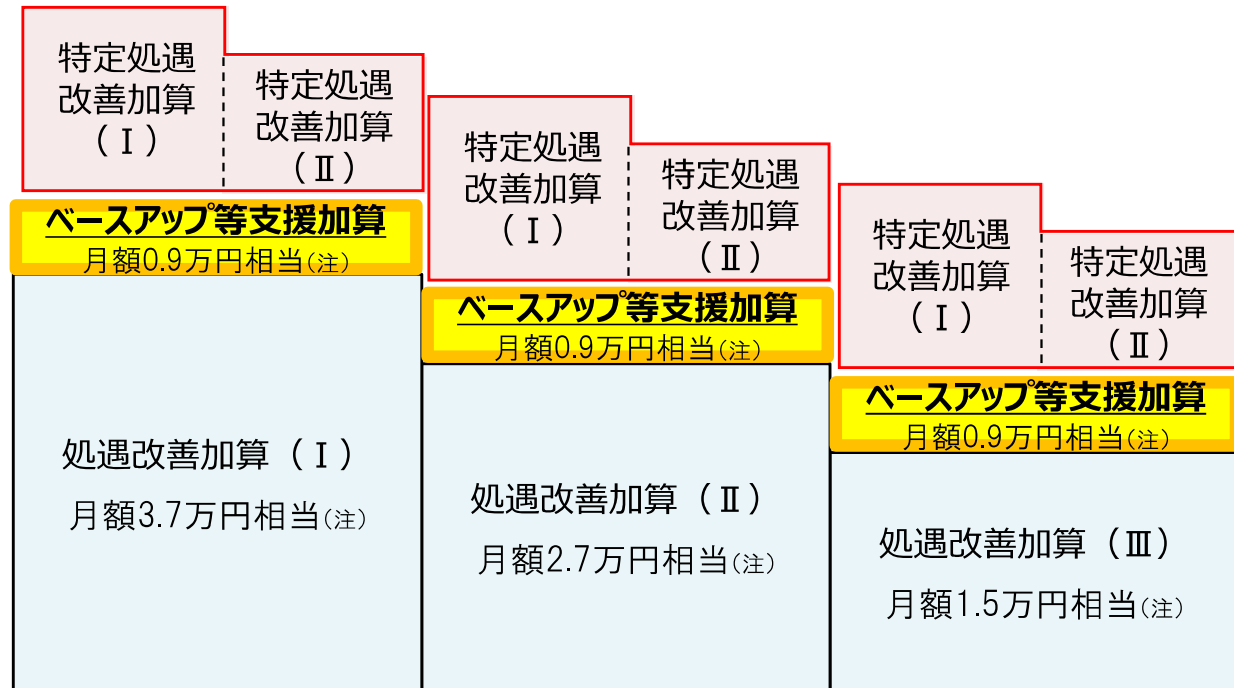 特定処遇
改善加算
（Ⅰ）
特定処遇
改善加算
（Ⅱ）
ベースアップ等支援加算
月額0.9万円相当(注)
処遇改善加算（Ⅰ）
月額3.7万円相当(注)
特定処遇
改善加算
（Ⅰ）
特定処遇
改善加算
（Ⅱ）
ベースアップ等支援加算
月額0.9万円相当(注)
処遇改善加算（Ⅱ）
月額2.7万円相当(注)
特定処遇
改善加算
（Ⅰ）
特定処遇
改善加算
（Ⅱ）
ベースアップ等支援加算
月額0.9万円相当(注)
処遇改善加算（Ⅲ）
月額1.5万円相当(注)